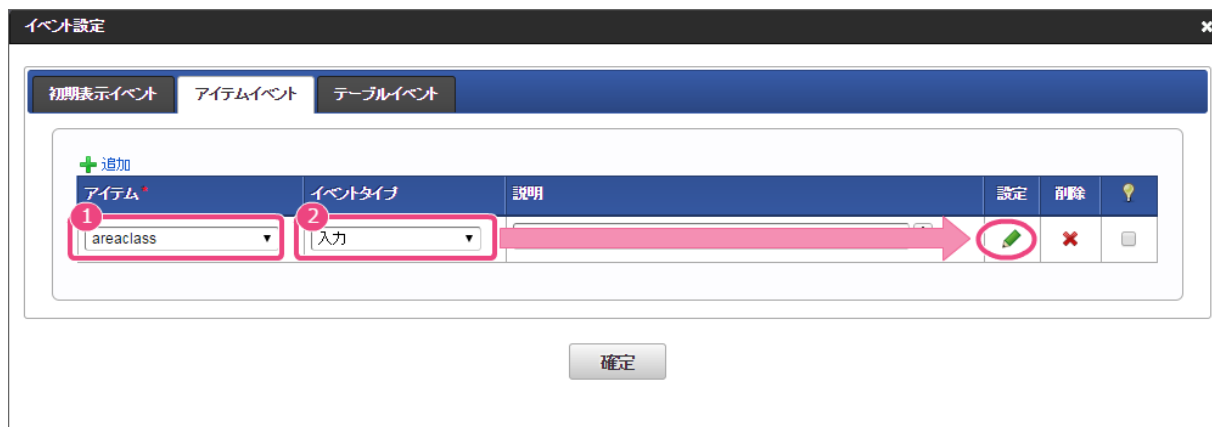 イベント設定
初期表示イベント アイテムイベント テーブルイベント
追加
アイテム* イベントタイプ 説明 設定 削除
1 2
areaclass 入力
確定